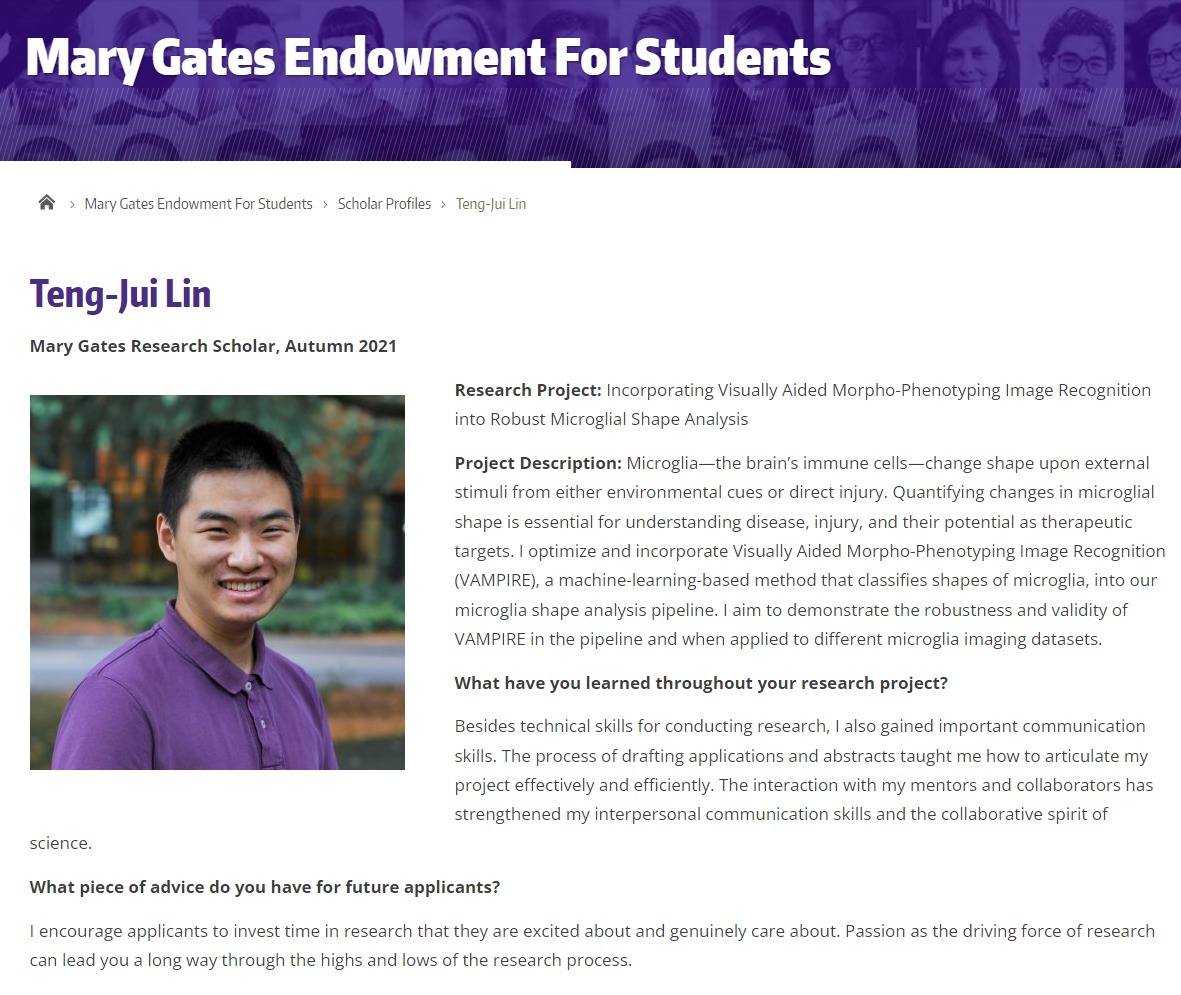 Mary Gates Endowment For Students
Mary Gates Endowment For Students › Scholar Profiles › Teng-Jui Lin
Teng-Jui Lin
Mary Gates Research Scholar, Autumn 2021
Research Project: Incorporating Visually Aided Morpho-Phenotyping Image Recognition
into Robust Microglial Shape Analysis
Project Description: Microglia—the brain’s immune cells—change shape upon external
stimuli from either environmental cues or direct injury. Quantifying changes in microglial
shape is essential for understanding disease, injury, and their potential as therapeutic
targets. I optimize and incorporate Visually Aided Morpho-Phenotyping Image Recognition
(VAMPIRE), a machine-learning-based method that classifies shapes of microglia, into our
microglia shape analysis pipeline. I aim to demonstrate the robustness and validity of
VAMPIRE in the pipeline and when applied to different microglia imaging datasets.
What have you learned throughout your research project?
Besides technical skills for conducting research, I also gained important communication
skills. The process of drafting applications and abstracts taught me how to articulate my
project effectively and efficiently. The interaction with my mentors and collaborators has
strengthened my interpersonal communication skills and the collaborative spirit of
science.
What piece of advice do you have for future applicants?
I encourage applicants to invest time in research that they are excited about and genuinely care about. Passion as the driving force of research
can lead you a long way through the highs and lows of the research process.